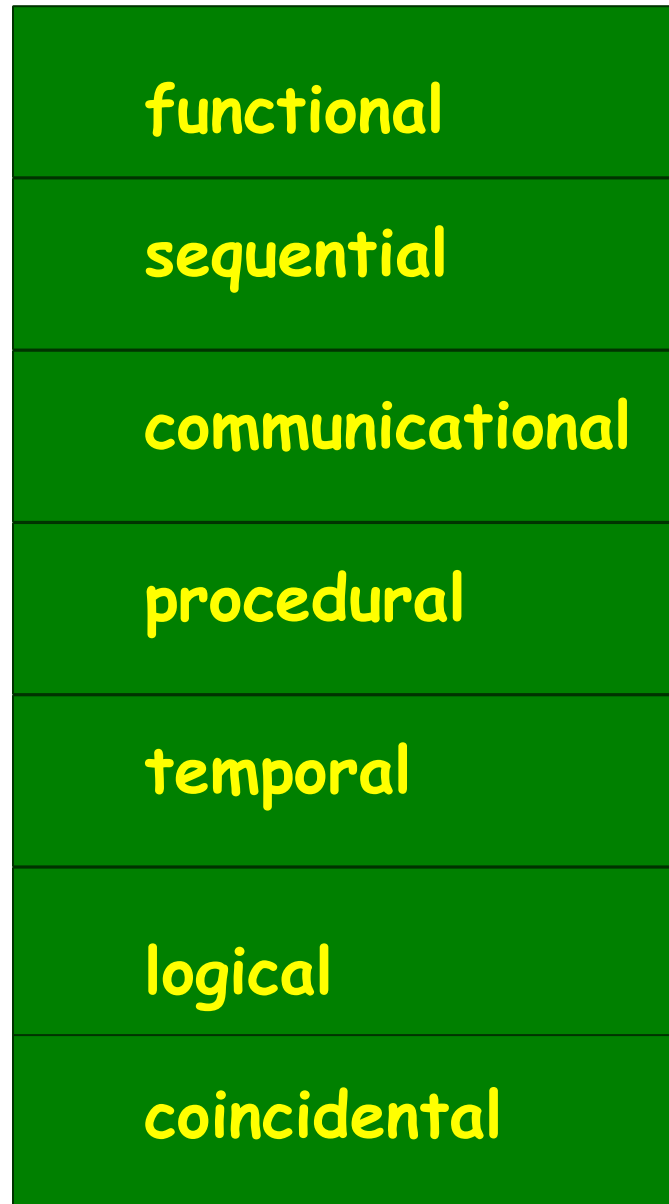 functional
sequential
communicational
procedural
temporal
logical
coincidental